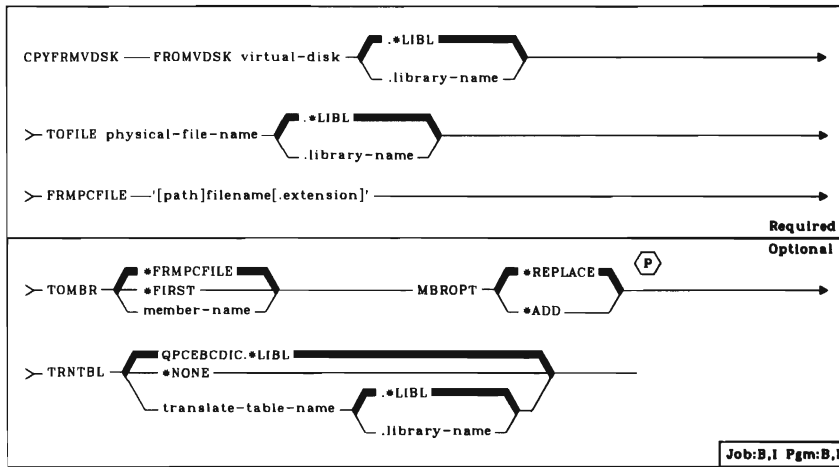 .*LIBL
CPYFRMVDSK FROMVDSK virtual-disk
.library-name
.*LIBL
TOFILE physical-file-name
.library-name
FRMPCFILE '[path]filename[.extension]'
Required
Optional
P
*FRMPCFILE *REPLACE
TOMBR *FIRST MBROPT
member-name *ADD
QPCEBCDIC.*LIBL
TRNTBL *NONE
.*LIBL
translate-table-name
.library-name
Job:B,I Pgm:B,I